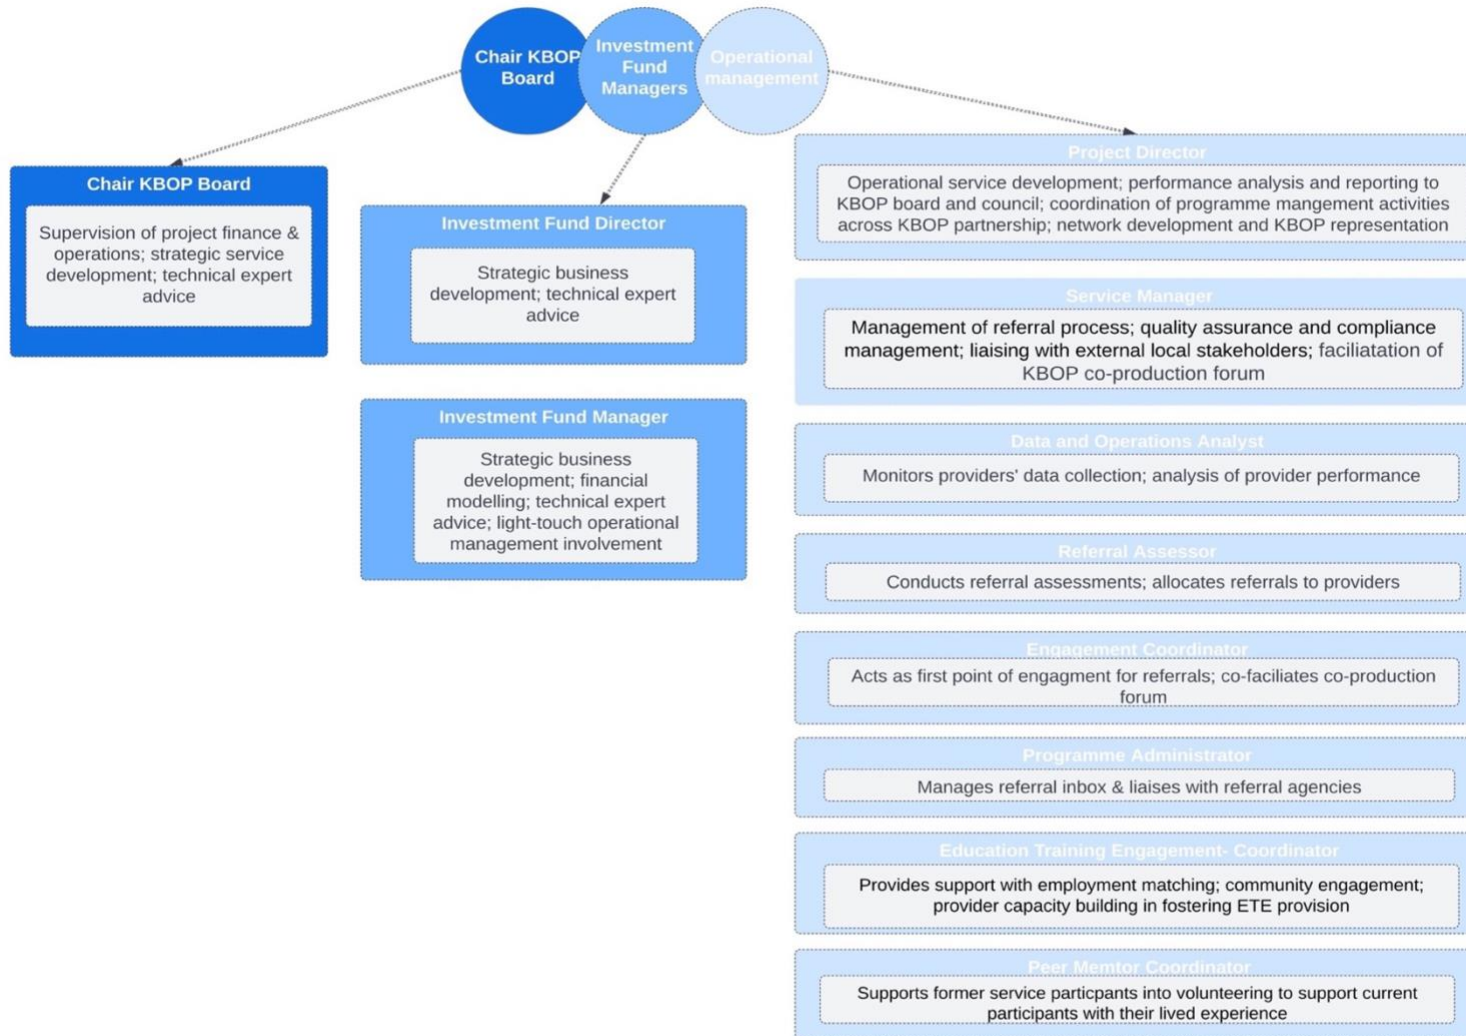 Chair KBOP
Board
Investment
Fund
Managers
Operational
management
Chair KBOP Board
Supervision of project finance &
operations; strategic service
development; technical expert
advice
Investment Fund Director
Strategic business
development; technical expert
advice
Investment Fund Manager
Strategic business
development; financial
modelling; technical expert
advice; light-touch operational
management involvement
Project Director
Operational service development; performance analysis and reporting to
KBOP board and council; coordination of programme mangement activities
across KBOP partnership; network development and KBOP representation
Service Manager
Management of referral process; quality assurance and compliance
management; liaising with external local stakeholders; faciliatation of
KBOP co-production forum
Data and Operations Analyst
Monitors providers' data collection; analysis of provider performance
Referral Assessor
Conducts referral assessments; allocates referrals to providers
Engagement Coordinator
Acts as first point of engagment for referrals; co-faciliates co-production
forum
Programme Administrator
Manages referral inbox & liaises with referral agencies
Education Training Engagement- Coordinator
Provides support with employment matching; community engagement;
provider capacity building in fostering ETE provision
Peer Memtor Coordinator
Supports former service particpants into volunteering to support current
participants with their lived experience